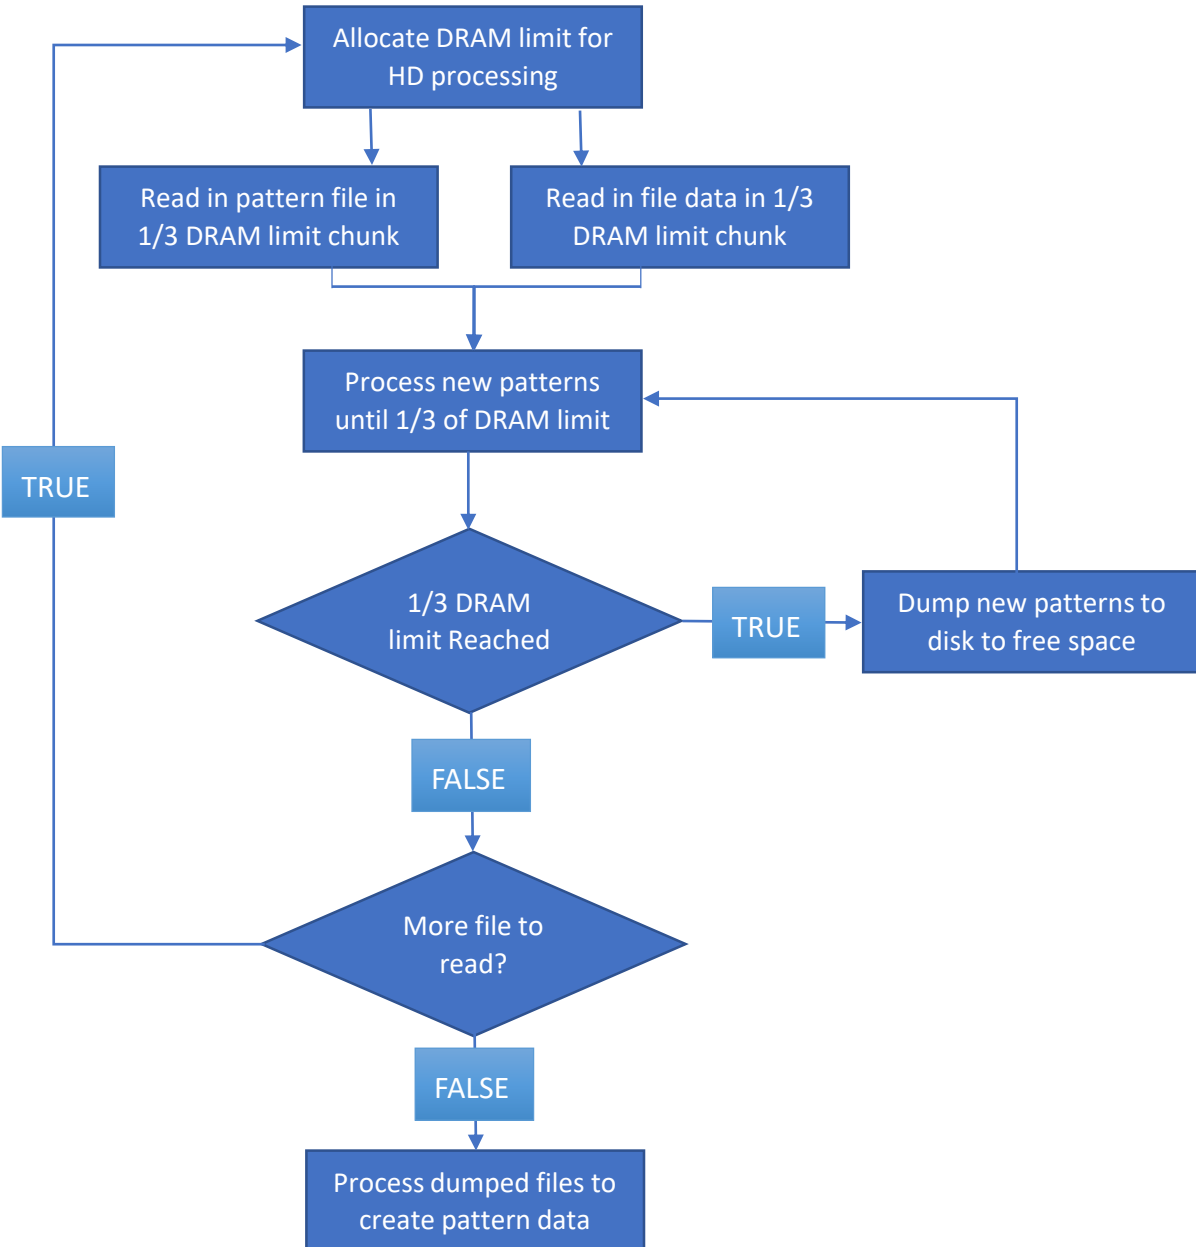 Allocate DRAM limit for
HD processing
Read in pattern file in
1/3 DRAM limit chunk
Read in file data in 1/3
DRAM limit chunk
Process new patterns
until 1/3 of DRAM limit
TRUE
1/3 DRAM
limit Reached
TRUE
Dump new patterns to
disk to free space
FALSE
More file to
read?
FALSE
Process dumped files to
create pattern data